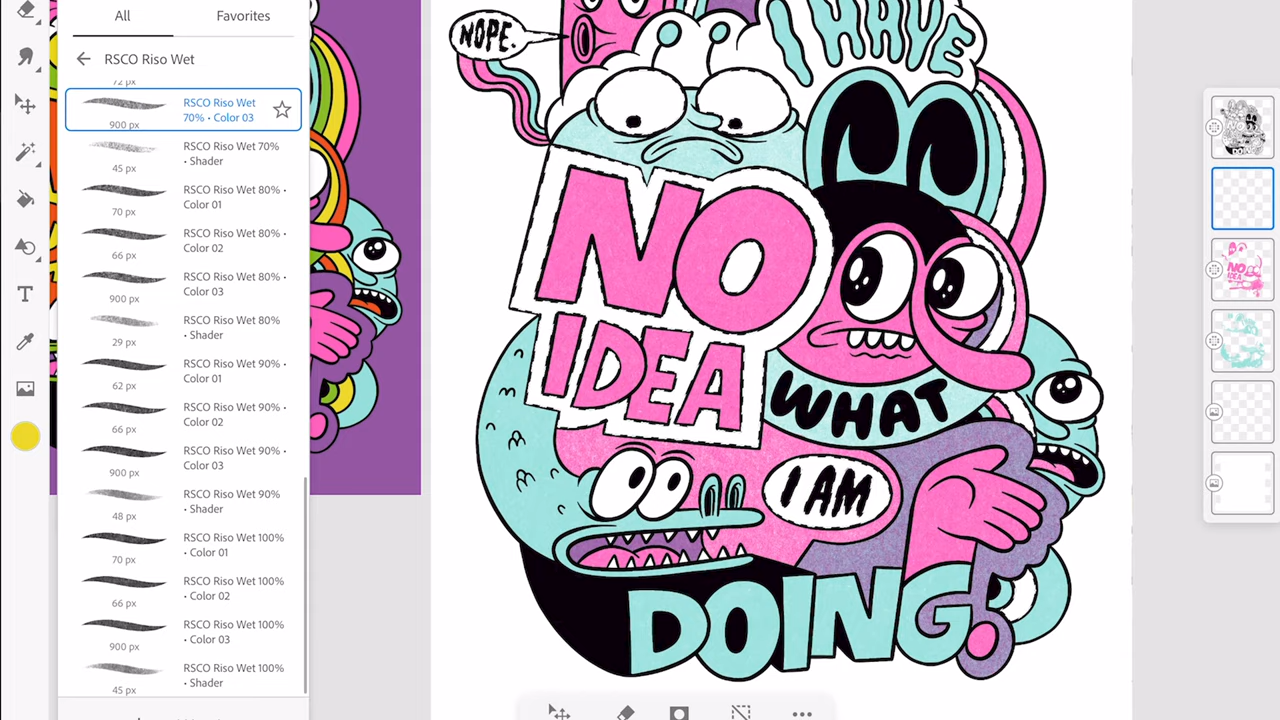 All
Favorites
RSCO Riso Wet
72 px
RSCO Riso Wet
70% • Color 03
900 px
RSCO Riso Wet 70%
• Shader
45 px
RSCO Riso Wet 80% •
Color 01
70 px
RSCO Riso Wet 80% •
Color 02
66 px
RSCO Riso Wet 80% •
Color 03
900 px
RSCO Riso Wet 80%
• Shader
29 px
RSCO Riso Wet 90% •
Color 01
62 px
RSCO Riso Wet 90% •
Color 02
66 px
RSCO Riso Wet 90% •
Color 03
900 px
RSCO Riso Wet 90%
• Shader
48 px
RSCO Riso Wet 100%
• Color 01
70 px
RSCO Riso Wet 100%
• Color 02
66 px
RSCO Riso Wet 100%
• Color 03
900 px
RSCO Riso Wet 100%
• Shader
45 px
T
NOPE.
I HAVE
NO
IDEA
WHAT
I AM
DOING!
NO
IDEA
DOING!